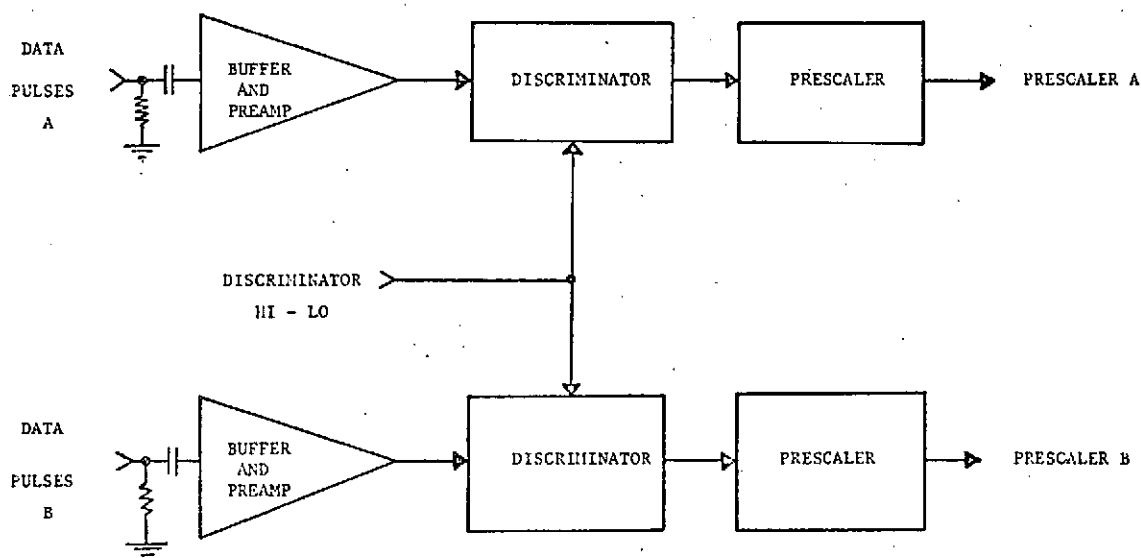 DATA
PULSES
A
BUFFER
AND
PREAMP
DISCRIMINATOR
PRESCALER
PRESCALER A
DISCRIMINATOR
HI - LO
DATA
PULSES
B
BUFFER
AND
PREAMP
DISCRIMINATOR
PRESCALER
PRESCALER B